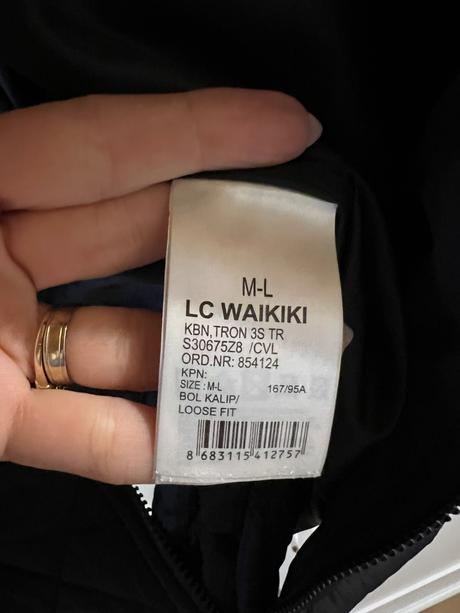 M-L
LC WAIKIKI
KBN,TRON 3S TR
S30675Z8 /CVL
ORD.NR: 854124
KPN:
SIZE : M-L 167/95A
BOL KALIP/
LOOSE FIT
8 683115 412757